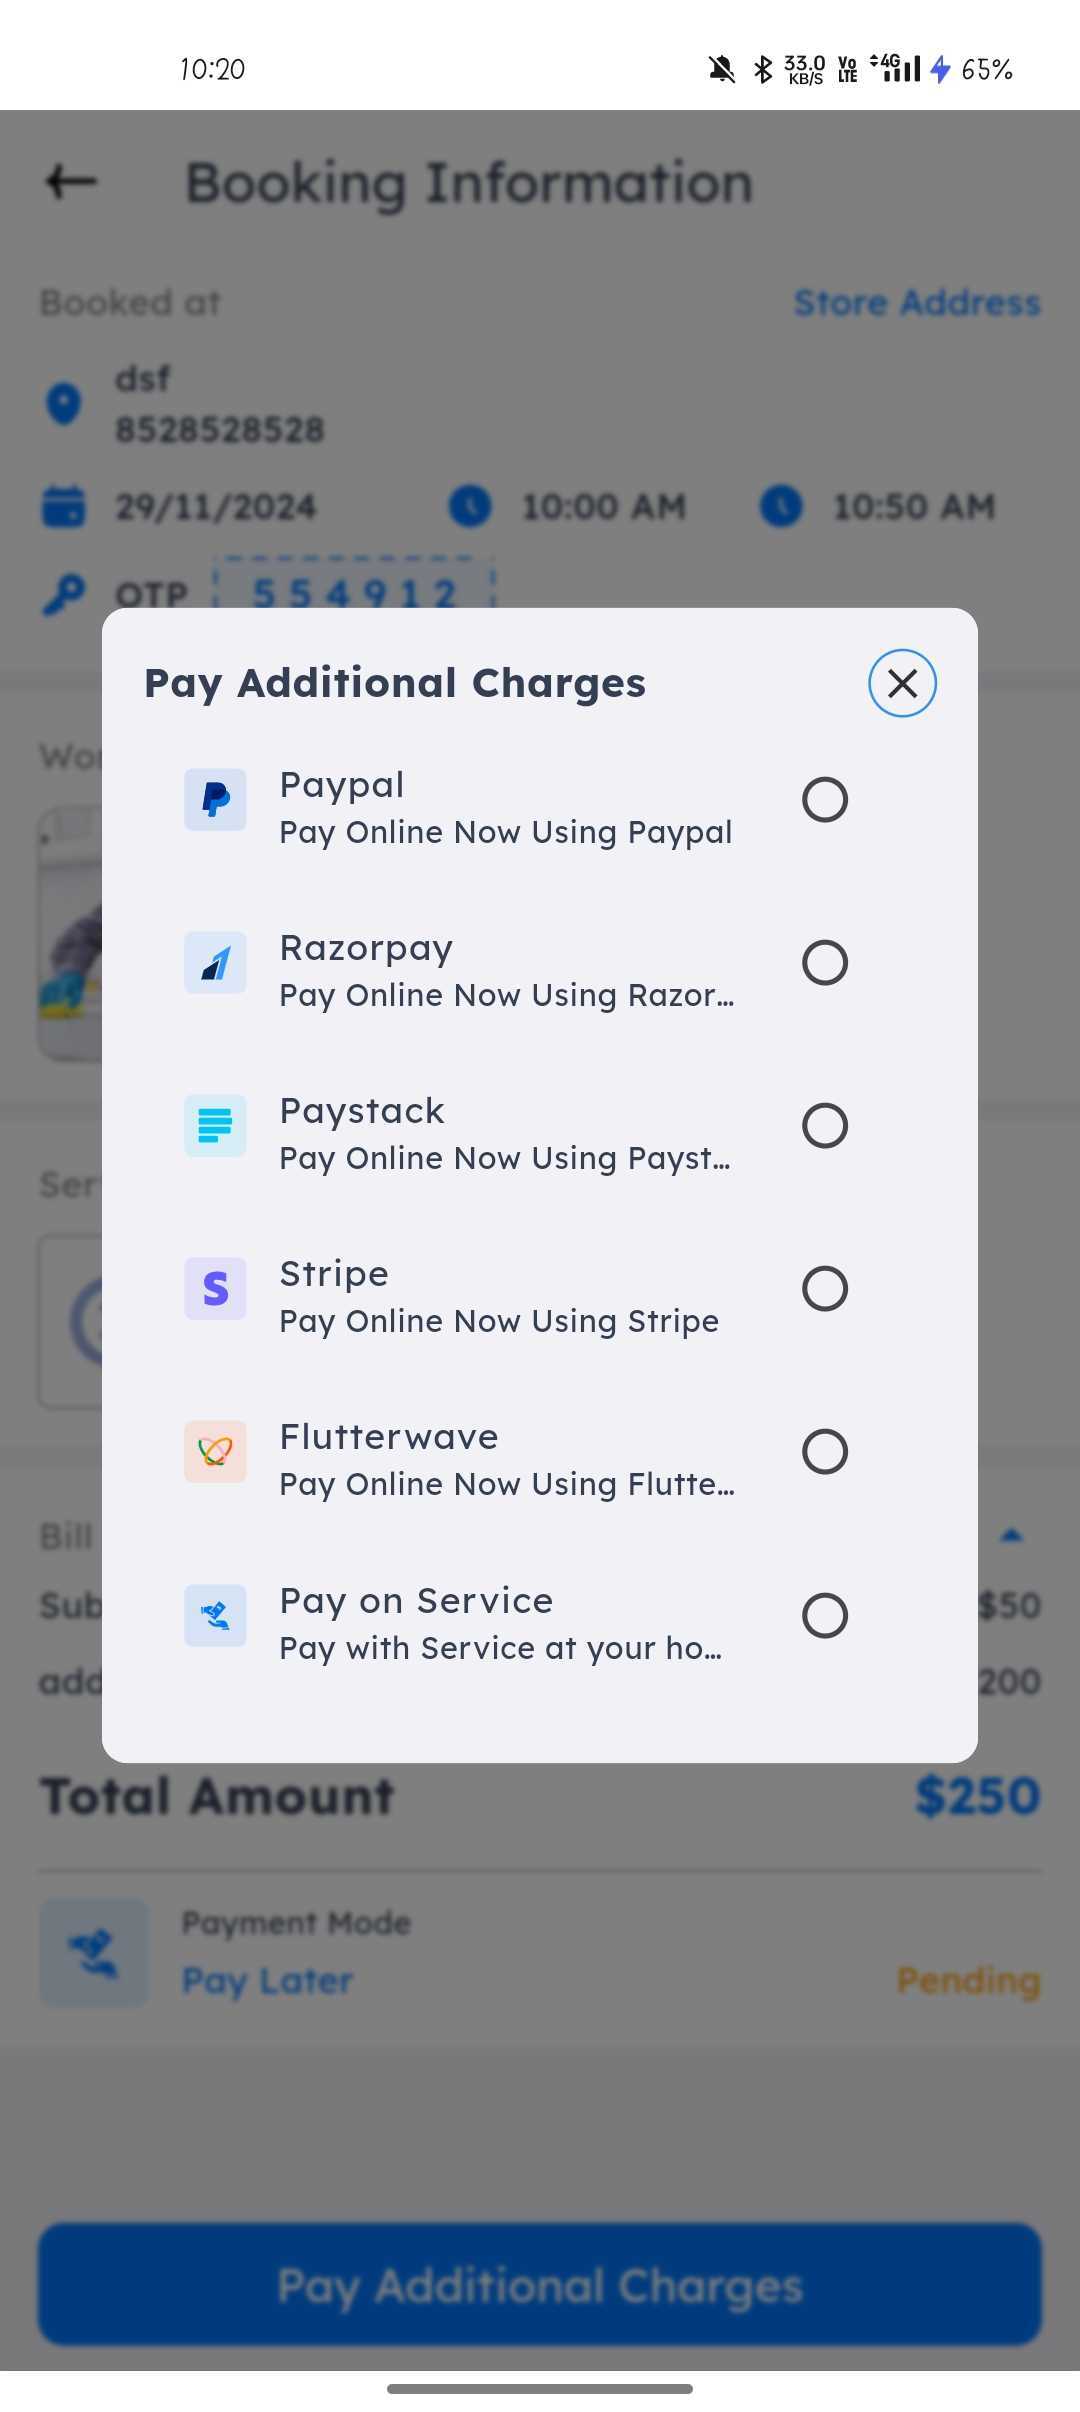 10:20
33.0
KB/S
Vo
LTE
4G
65%
Booking Information
Booked at
Store Address
dsf
8528528528
29/11/2024
10:00 AM
10:50 AM
OTP
554912
Pay Additional Charges
Paypal
Pay Online Now Using Paypal
Razorpay
Pay Online Now Using Razor...
Paystack
Pay Online Now Using Payst...
Stripe
Pay Online Now Using Stripe
Flutterwave
Pay Online Now Using Flutte...
Pay on Service
Pay with Service at your ho...
Wor
Ser
Bill
Sub
$50
add
200
Total Amount
$250
Payment Mode
Pay Later
Pending
Pay Additional Charges